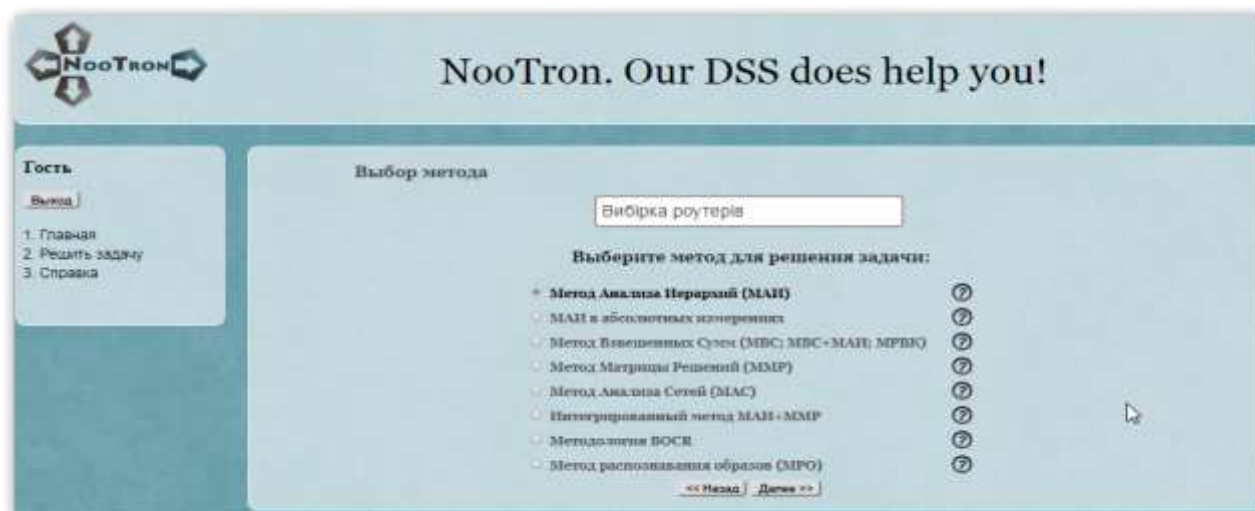 NooTron
NooTron. Our DSS does help you!
Гость
Выход
1. Главная
2. Решить задачу
3. Справка
Выбор метода
Вибірка роутерів
Выберите метод для решения задачи:
Метод Анализа Иерархий (МАИ)
МАИ в абсолютных измерениях
Метод Взвешенных Сумм (МВС; МВС+МАИ; МРВК)
Метод Матрицы Решений (ММР)
Метод Анализа Сетей (МАС)
Интегрированный метод МАИ+ММР
Методология BOCR
Метод распознавания образов (МРО)
<< Назад Далее >>